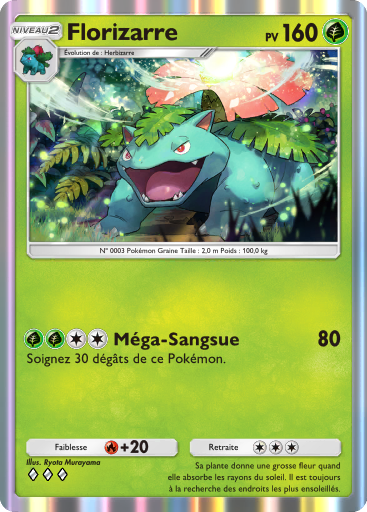 NIVEAU 2
Florizarre
PV 160
Évolution de : Herbizarre
N° 0003 Pokémon Graine Taille : 2,0 m Poids : 100,0 kg
Méga-Sangsue 80
Soignez 30 dégâts de ce Pokémon.
Faiblesse +20 Retraite
Illus. Ryota Murayama
Sa plante donne une grosse fleur quand
elle absorbe les rayons du soleil. Il est toujours
à la recherche des endroits les plus ensoleillés.